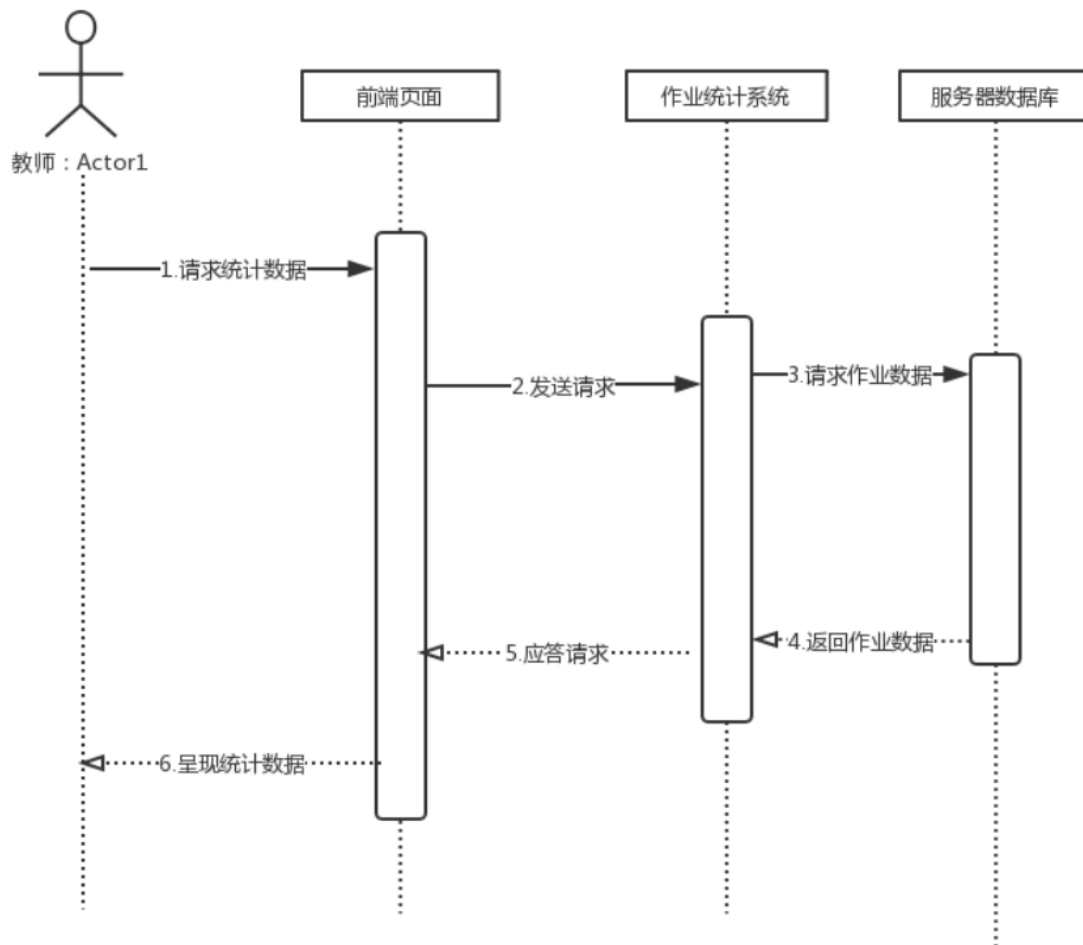 前端页面
作业统计系统
服务器数据库
教师：Actor1
1.请求统计数据
2.发送请求
3.请求作业数据
4.返回作业数据
5.应答请求
6.呈现统计数据